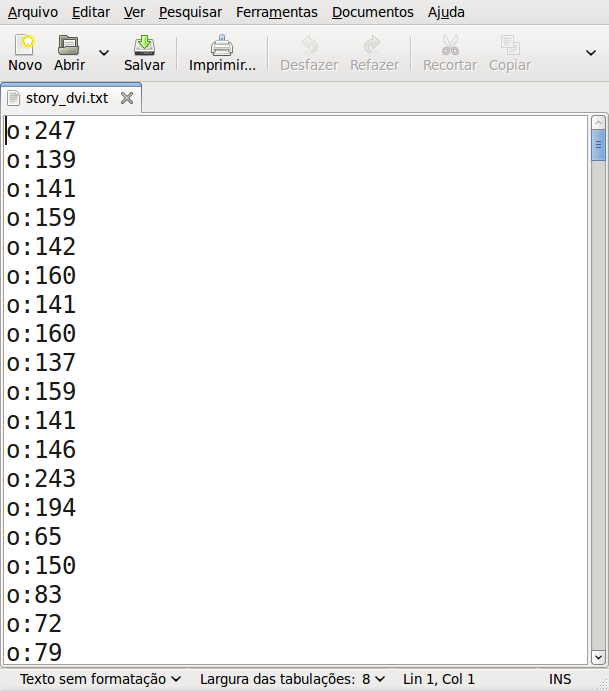 Arquivo Editar Ver Pesquisar Ferramentas Documentos Ajuda
Novo Abrir Salvar Imprimir... Desfazer Refazer Recortar Copiar
story_dvi.txt
o:247
o:139
o:141
o:159
o:142
o:160
o:141
o:160
o:137
o:159
o:141
o:146
o:243
o:194
o:65
o:150
o:83
o:72
o:79
Texto sem formatação Largura das tabulações: 8 Lin 1, Col 1 INS